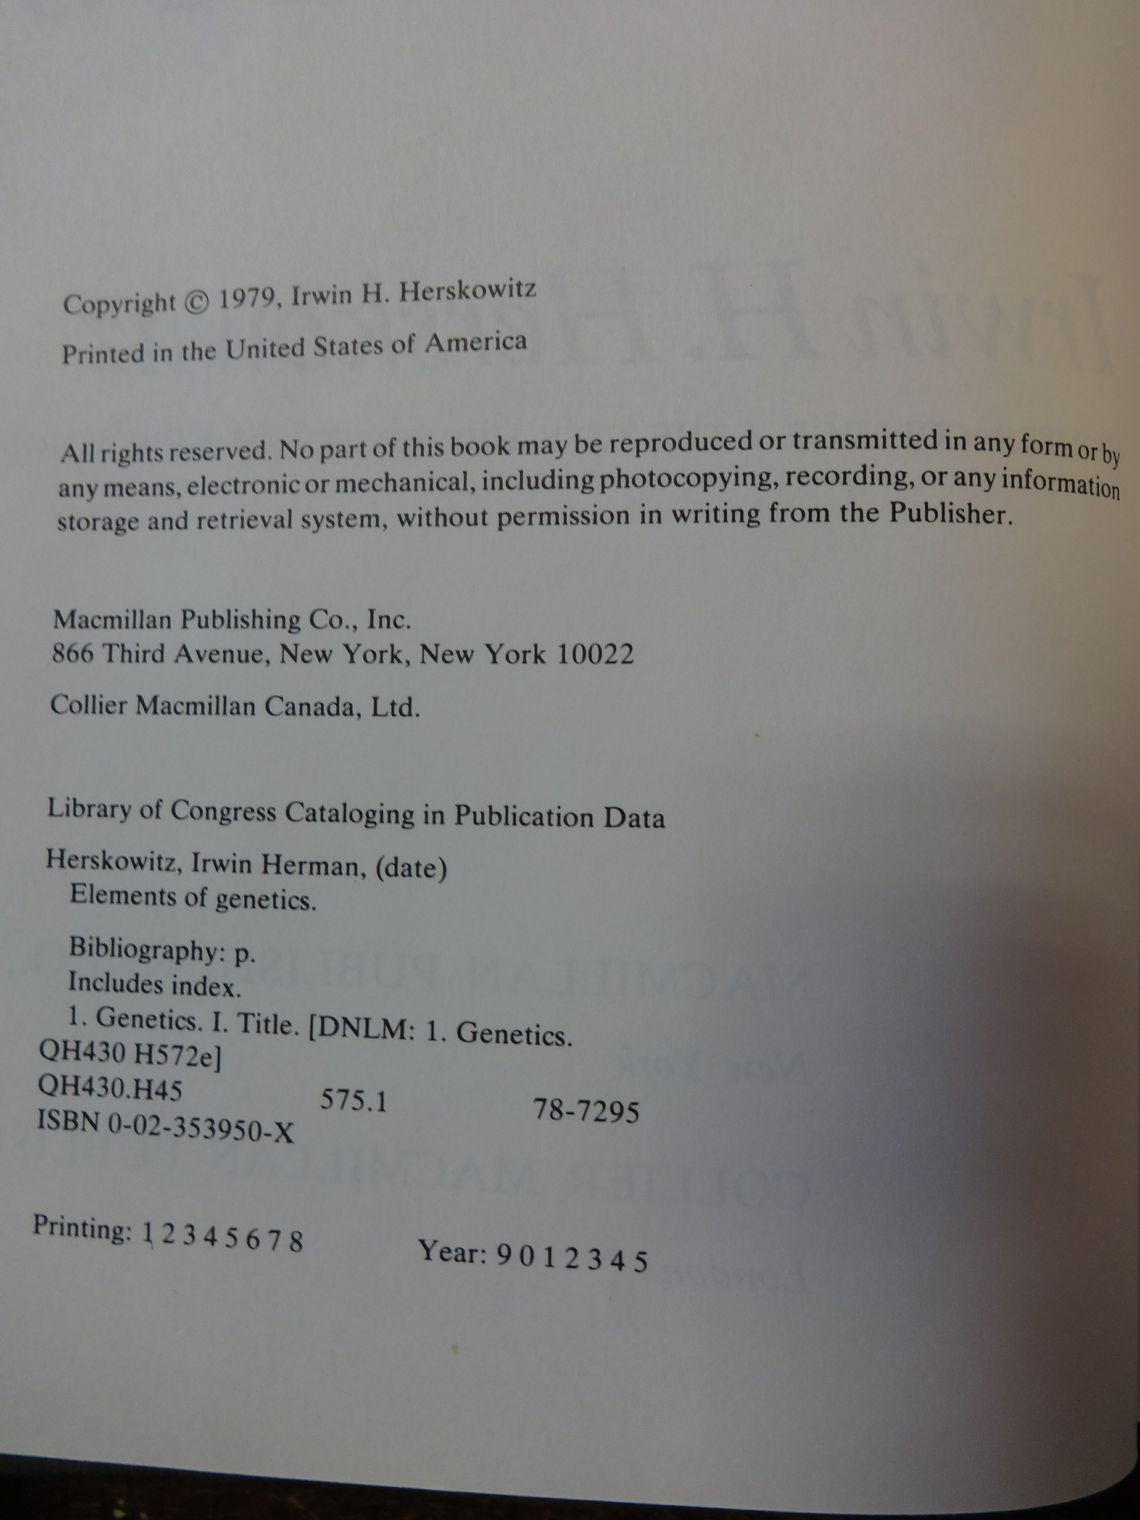 Copyright © 1979, Irwin H. Herskowitz
Printed in the United States of America
All rights reserved. No part of this book may be reproduced or transmitted in any form or by
any means, electronic or mechanical, including photocopying, recording, or any information
storage and retrieval system, without permission in writing from the Publisher.
Macmillan Publishing Co., Inc.
866 Third Avenue, New York, New York 10022
Collier Macmillan Canada, Ltd.
Library of Congress Cataloging in Publication Data
Herskowitz, Irwin Herman, (date)
Elements of genetics.
Bibliography: p.
Includes index.
1. Genetics. I. Title. [DNLM: 1. Genetics.
QH430 H572e]
QH430.H45 575.1 78-7295
ISBN 0-02-353950-X
Printing: 1 2 3 4 5 6 7 8 Year: 9 0 1 2 3 4 5